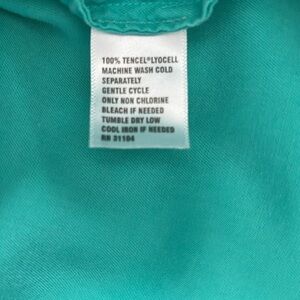 100% TENCEL®LYOCELL
MACHINE WASH COLD
SEPARATELY
GENTLE CYCLE
ONLY NON CHLORINE
BLEACH IF NEEDED
TUMBLE DRY LOW
COOL IRON IF NEEDED
RN 31104